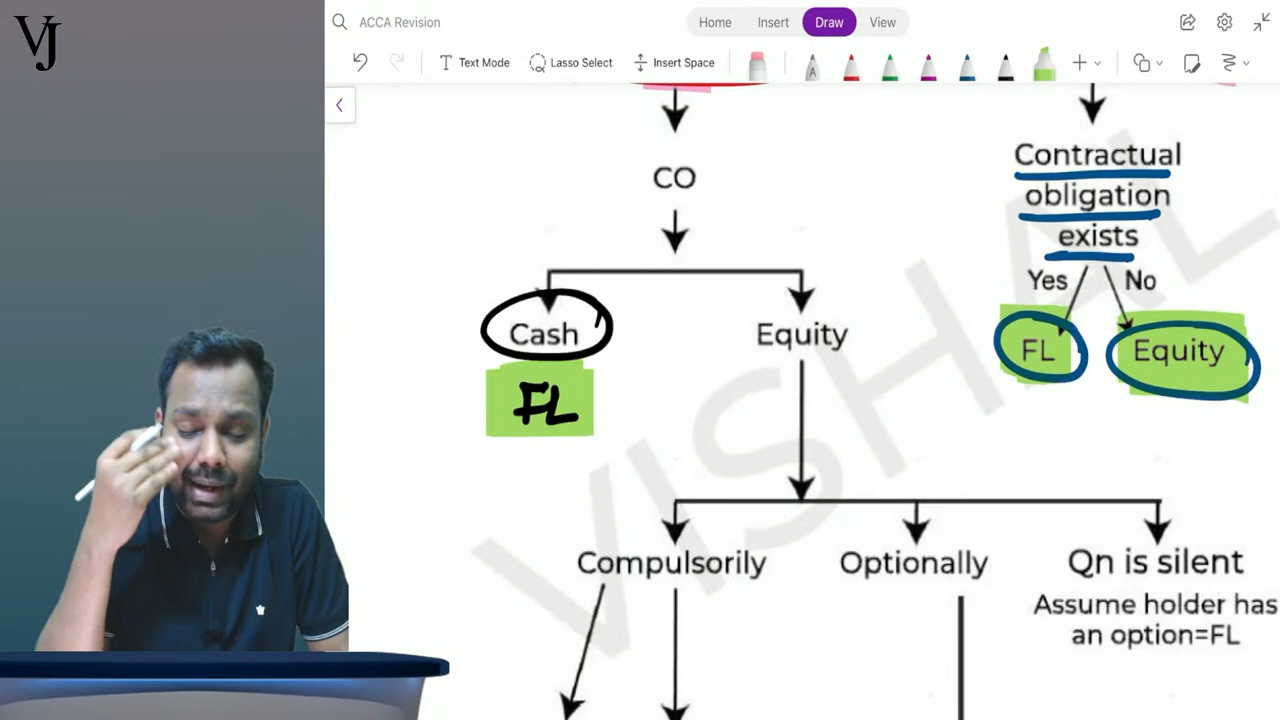 VJ
ACCA Revision
Home
Insert
Draw
View
Text Mode
Lasso Select
Insert Space
CO
Contractual
obligation
exists
Yes
No
Cash
Equity
FL
Equity
FL
Compulsorily
Optionally
Qn is silent
Assume holder has
an option=FL
VISHAL